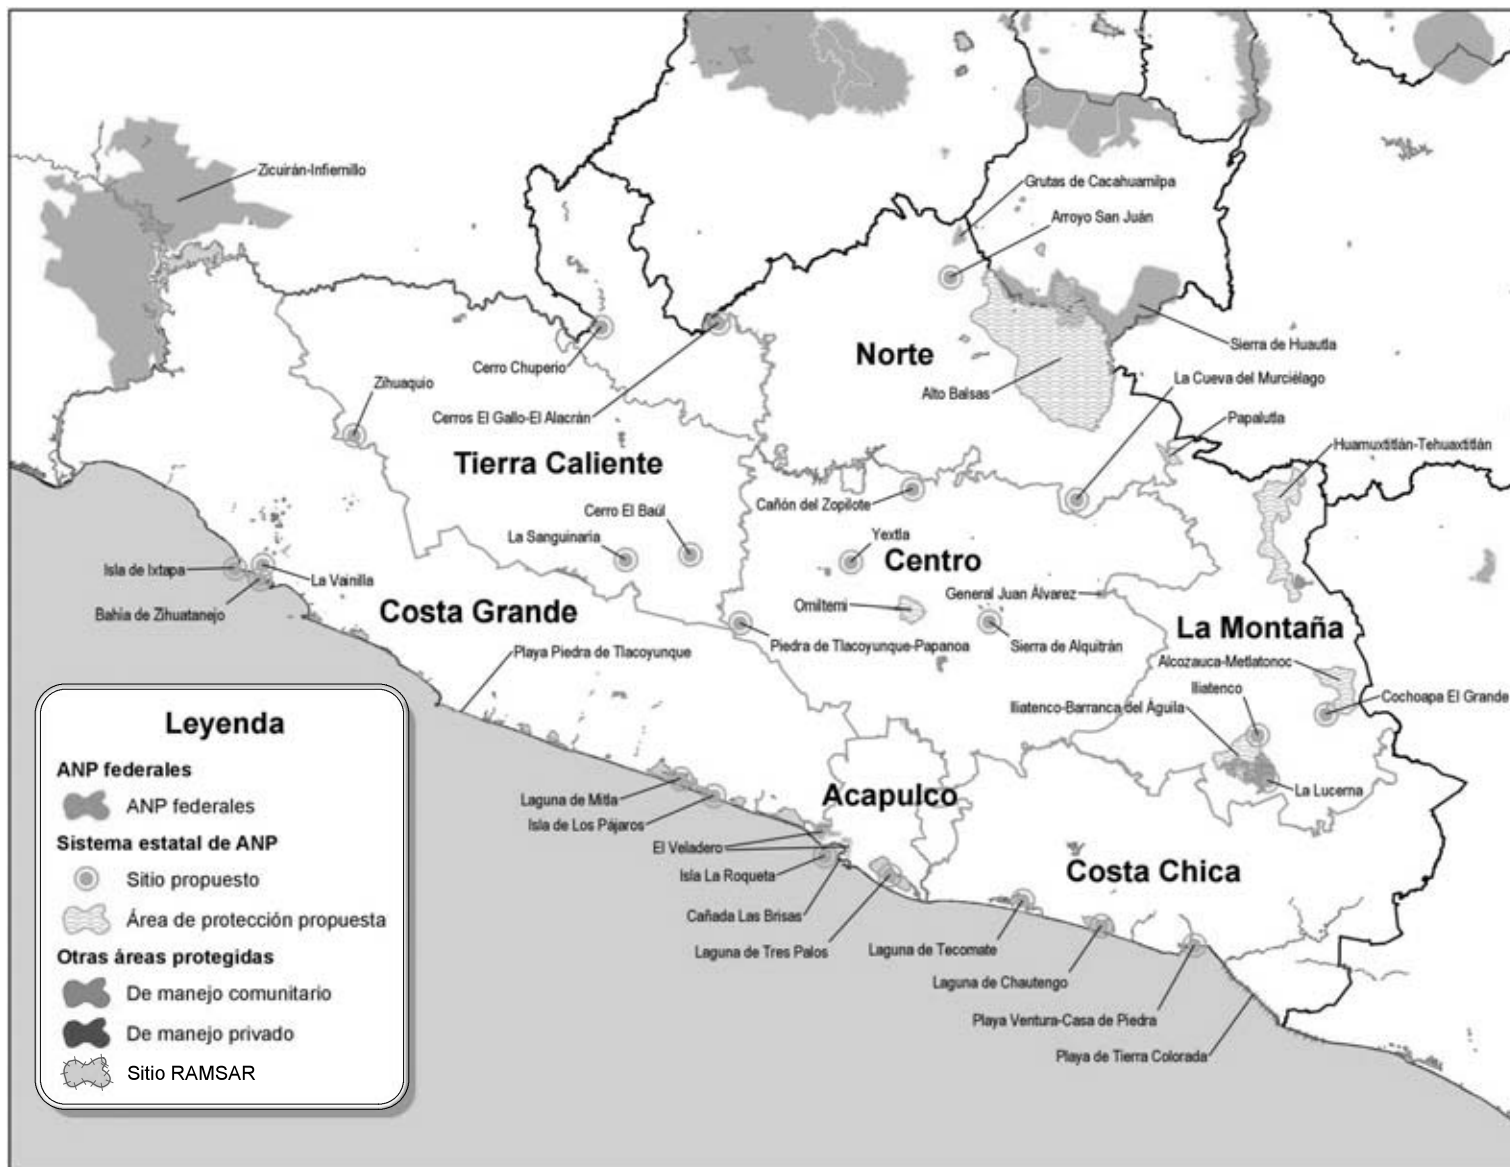 Zicuirán-Infiernillo
Grutas de Cacahuamilpa
Arroyo San Juán
Norte
Sierra de Huautla
Cerro Chuperio
La Cueva del Murciélago
Zihuaquio
Alto Balsas
Cerros El Gallo-El Alacrán
Papalutla
Huamuxtitlán-Tehuaxtitlán
Tierra Caliente
Cañón del Zopilote
Cerro El Baúl
La Sanguinaria
Yextla
Centro
Isla de Ixtapa
La Vainilla
Bahía de Zihuatanejo
Costa Grande
Omiltemi
General Juan Álvarez
La Montaña
Piedra de Tlacoyunque-Papanoa
Sierra de Alquitrán
Playa Piedra de Tlacoyunque
Alcozauca-Metlatonoc
Iliatenco
Cochoapa El Grande
Iliatenco-Barranca del Águila
La Lucerna
Acapulco
Laguna de Mitla
Isla de Los Pájaros
El Veladero
Isla La Roqueta
Costa Chica
Cañada Las Brisas
Laguna de Tres Palos
Laguna de Tecomate
Laguna de Chautengo
Playa Ventura-Casa de Piedra
Playa de Tierra Colorada
Leyenda
ANP federales
ANP federales
Sistema estatal de ANP
Sitio propuesto
Área de protección propuesta
Otras áreas protegidas
De manejo comunitario
De manejo privado
Sitio RAMSAR